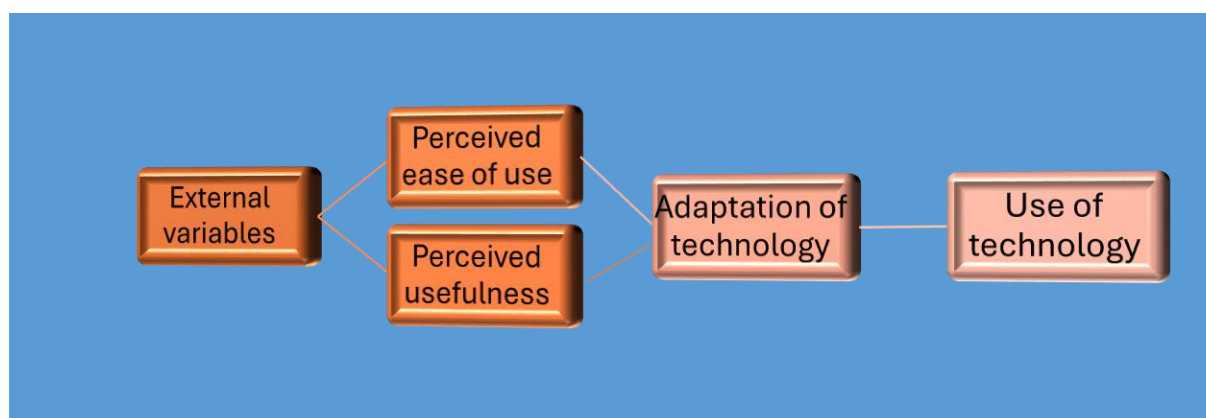 External
variables
Perceived
ease of use
Perceived
usefulness
Adaptation of
technology
Use of
technology